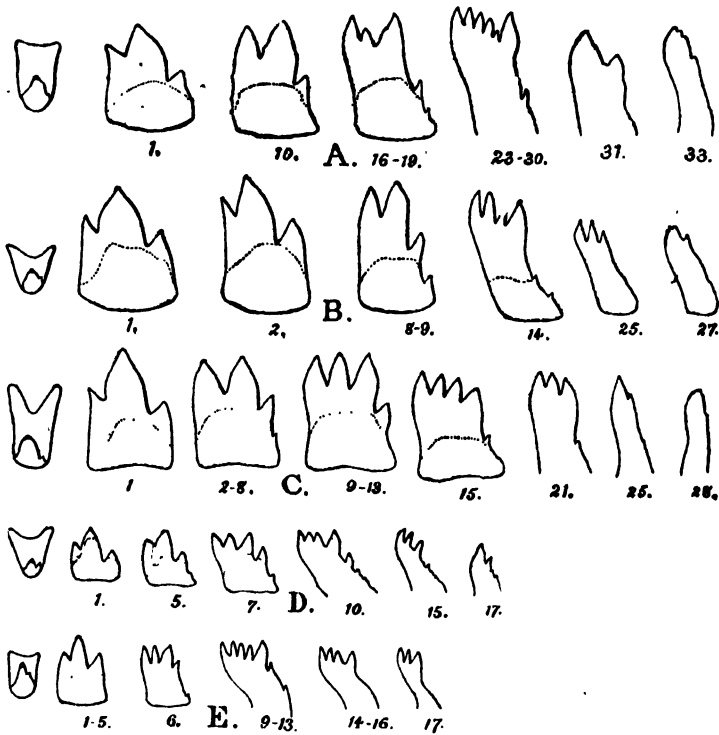 1. 10. A. 16-19. 23-30. 31. 33.
1. 2. B. 8-9. 14. 25. 27.
1 2-8. C. 9-13. 15. 21. 25. 28.
1. 5. 7. D. 10. 15. 17.
1-5. 6. E. 9-13. 14-16. 17.